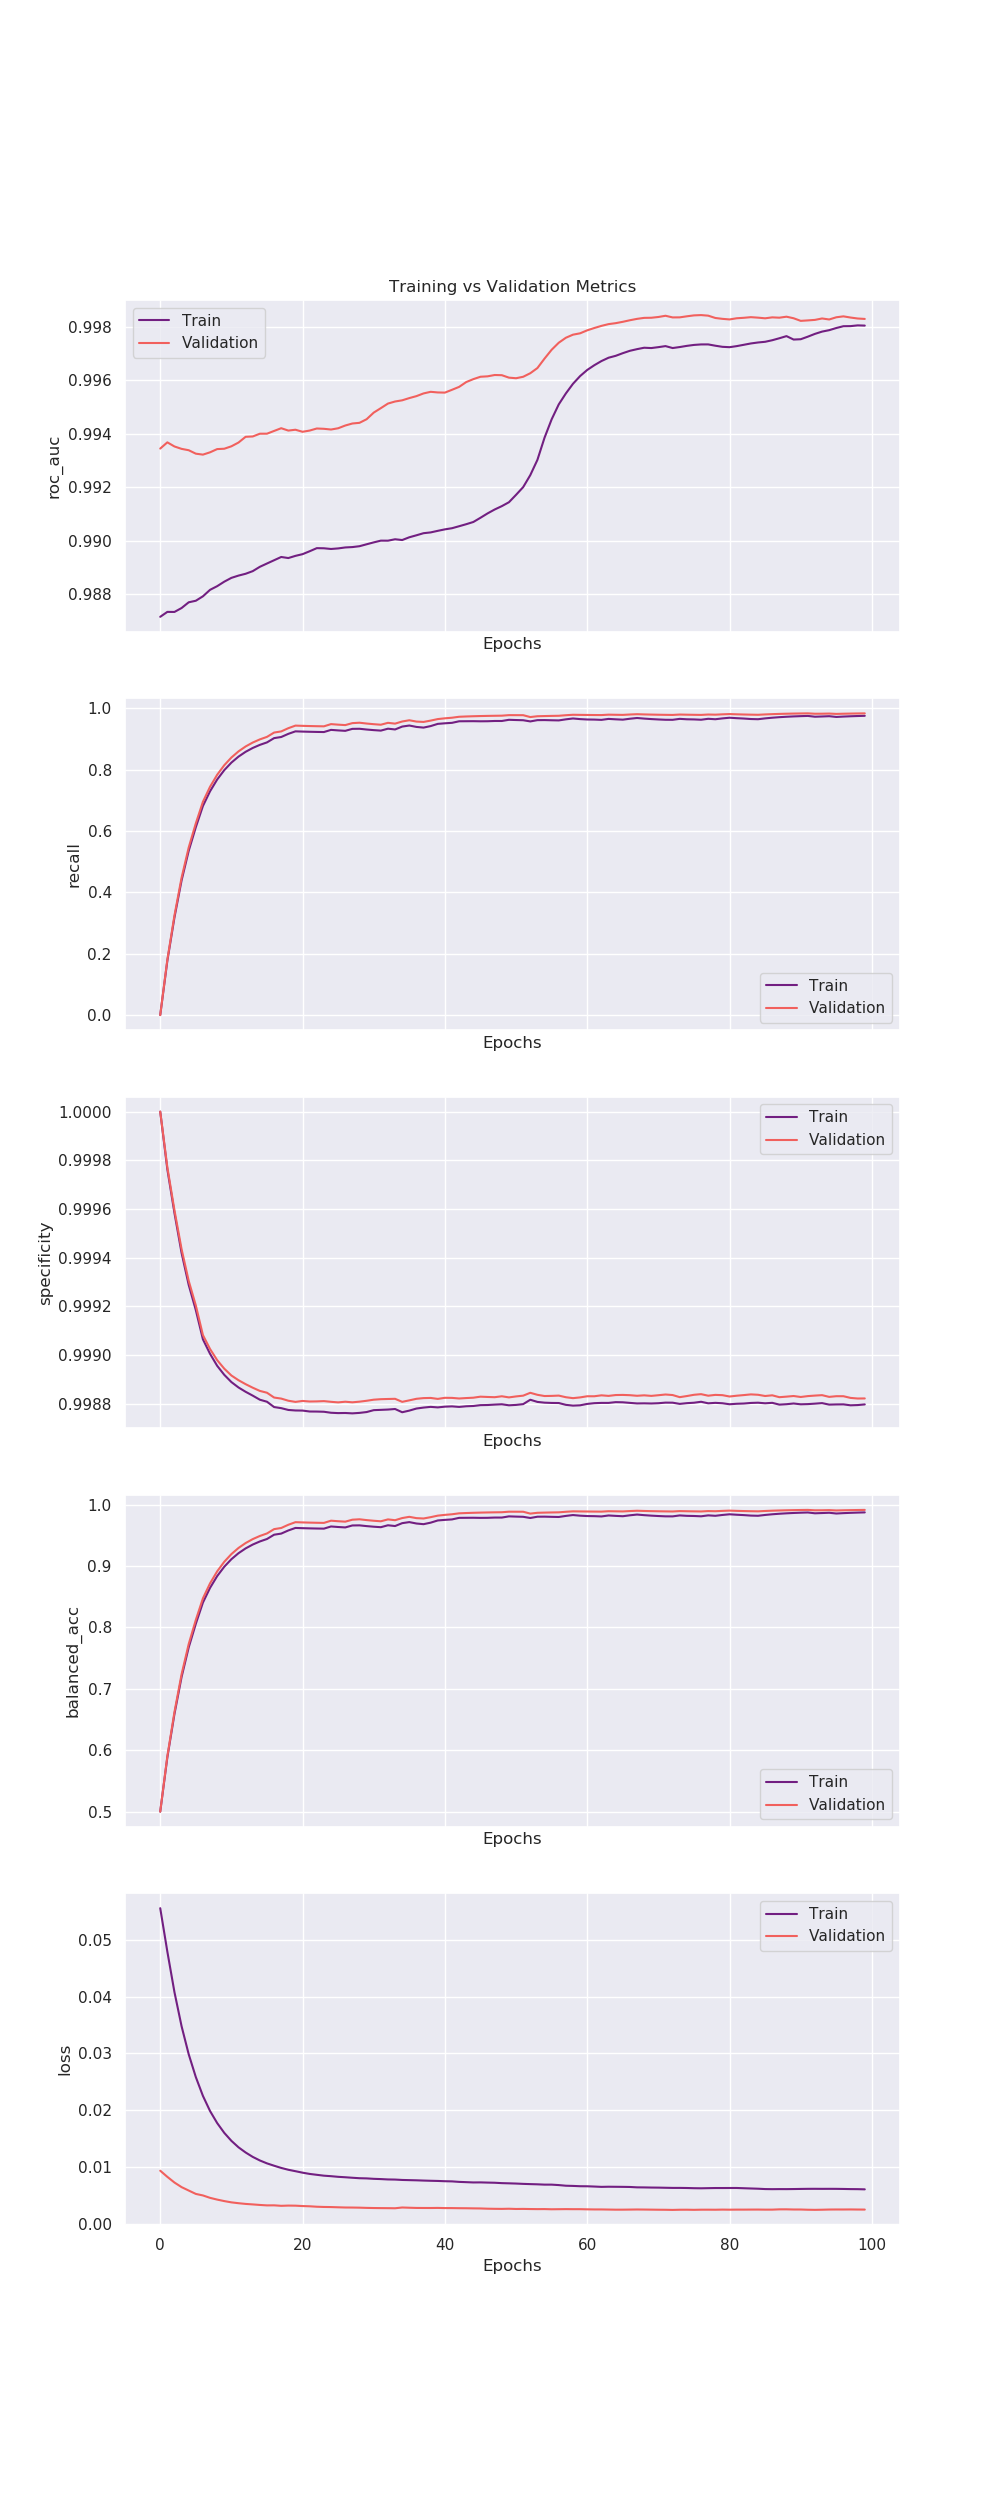 Training vs Validation Metrics
Train
Validation
0.998
0.996
0.994
0.992
0.990
0.988
roc_auc
Epochs
1.0
0.8
0.6
0.4
0.2
0.0
recall
Train
Validation
Epochs
1.0000
0.9998
0.9996
0.9994
0.9992
0.9990
0.9988
specificity
Train
Validation
Epochs
1.0
0.9
0.8
0.7
0.6
0.5
balanced_acc
Train
Validation
Epochs
Train
Validation
0.05
0.04
0.03
0.02
0.01
0.00
loss
0 20 40 60 80 100
Epochs